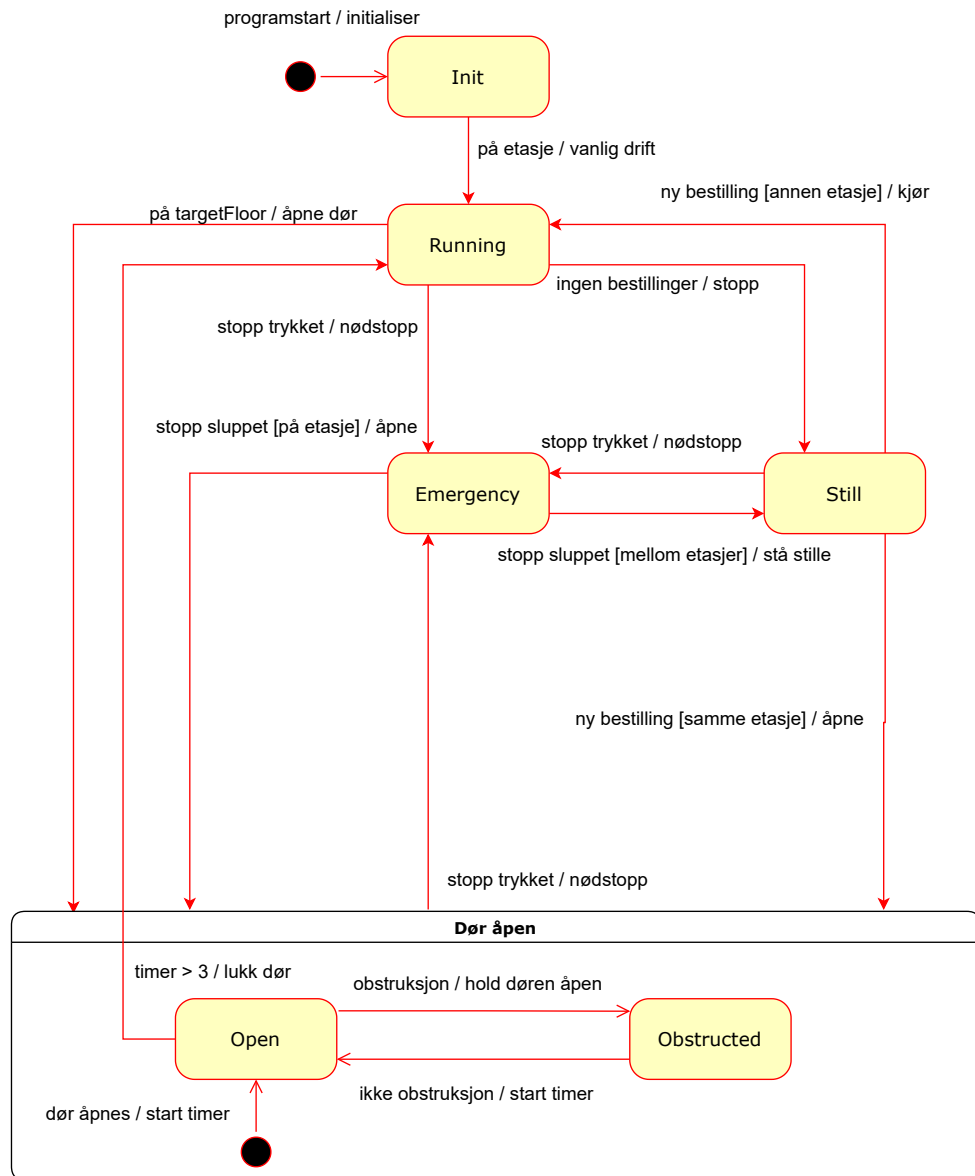 programstart / initialiser
Init
på etasje / vanlig drift
ny bestilling [annen etasje] / kjør
på targetFloor / åpne dør
Running
ingen bestillinger / stopp
stopp trykket / nødstopp
stopp sluppet [på etasje] / åpne
stopp trykket / nødstopp
Emergency
Still
stopp sluppet [mellom etasjer] / stå stille
ny bestilling [samme etasje] / åpne
stopp trykket / nødstopp
Dør åpen
timer > 3 / lukk dør
obstruksjon / hold døren åpen
Open
Obstructed
ikke obstruksjon / start timer
dør åpnes / start timer